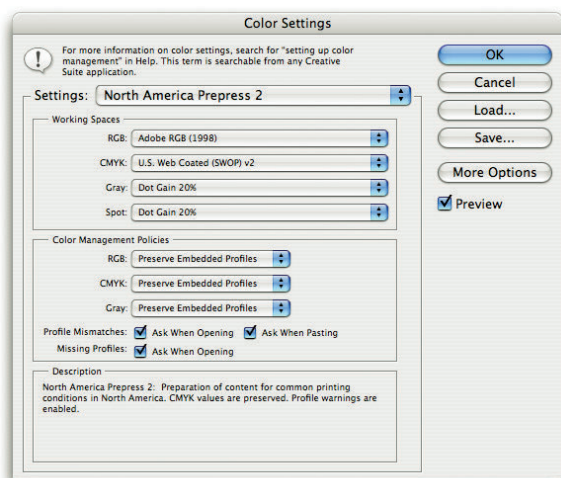 Color Settings
For more information on color settings, search for "setting up color
management" in Help. This term is searchable from any Creative
Suite application.
Settings: North America Prepress 2
Working Spaces
RGB: Adobe RGB (1998)
CMYK: U.S. Web Coated (SWOP) v2
Gray: Dot Gain 20%
Spot: Dot Gain 20%
Color Management Policies
RGB: Preserve Embedded Profiles
CMYK: Preserve Embedded Profiles
Gray: Preserve Embedded Profiles
Profile Mismatches: Ask When Opening Ask When Pasting
Missing Profiles: Ask When Opening
Description
North America Prepress 2: Preparation of content for common printing
conditions in North America. CMYK values are preserved. Profile warnings are
enabled.
OK
Cancel
Load...
Save...
More Options
Preview